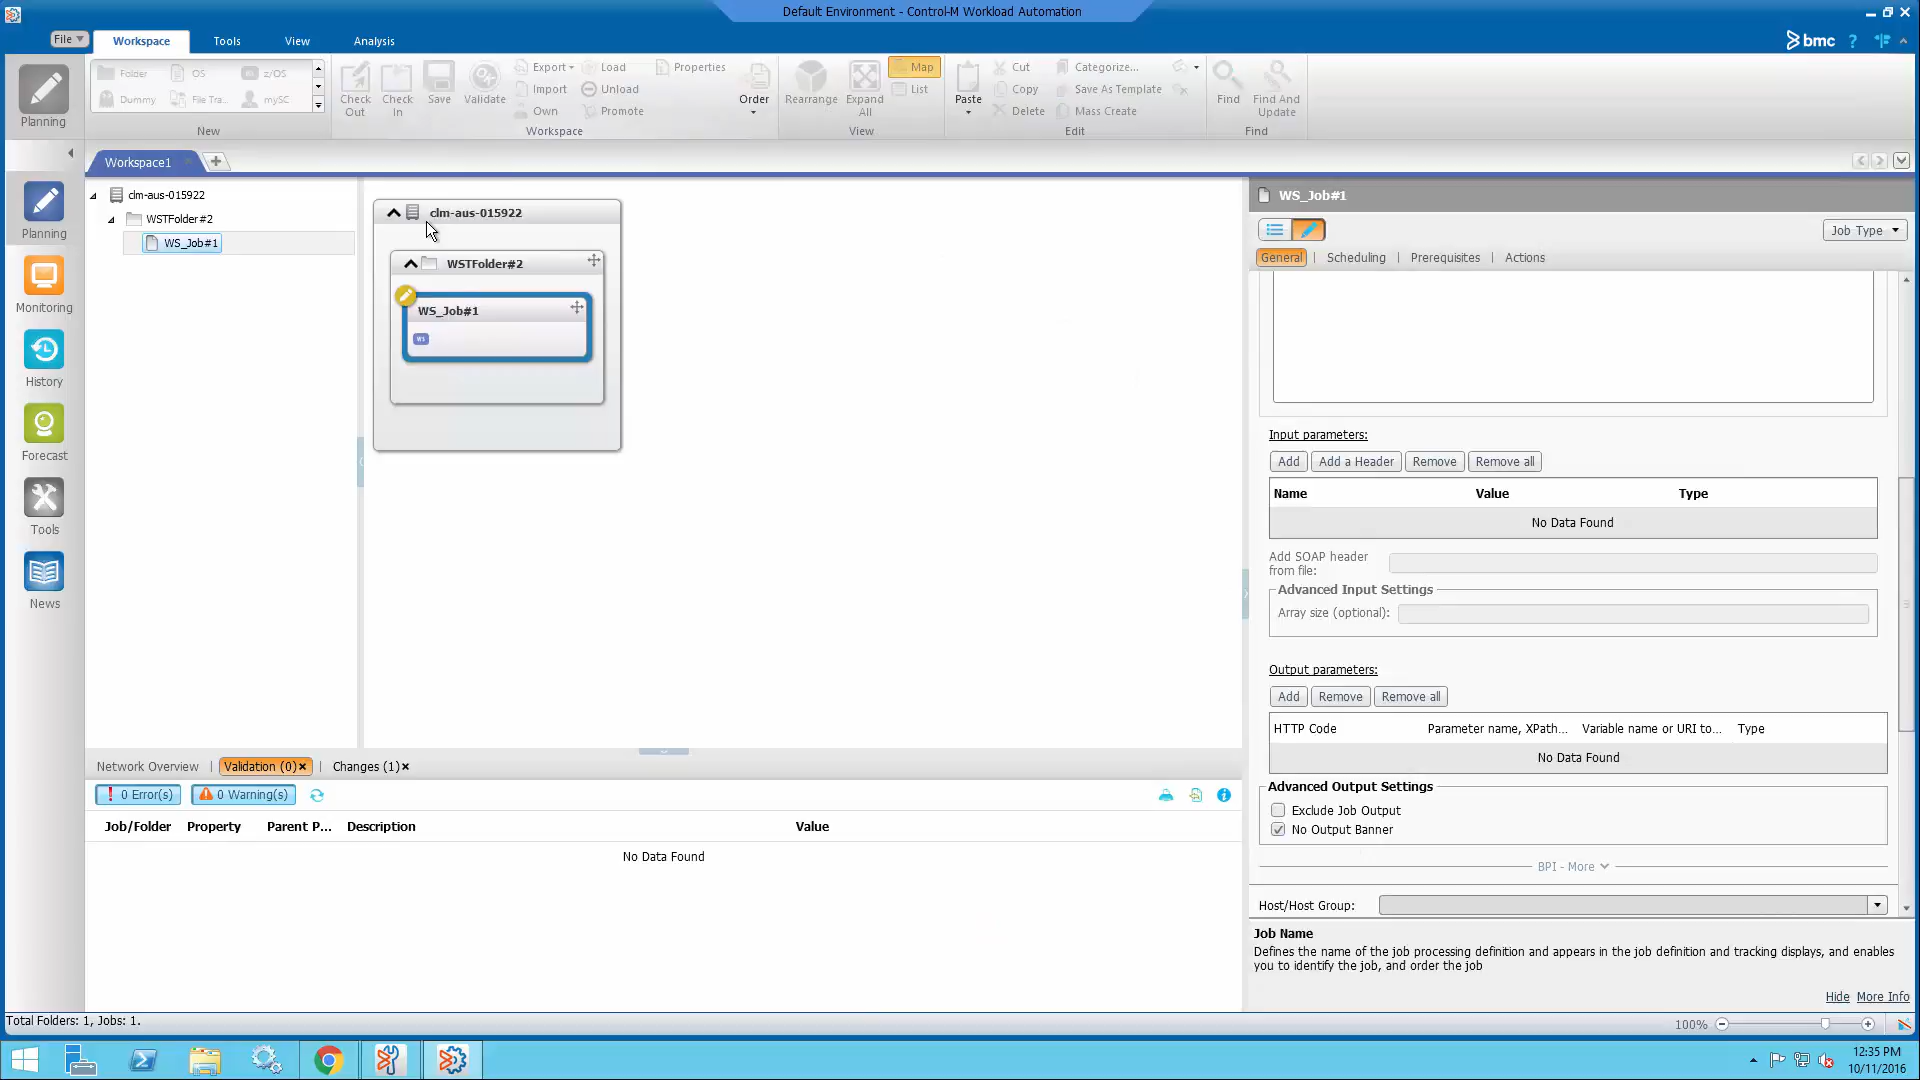 Default Environment - Control-M Workload Automation
File
Workspace
Tools
View
Analysis
bmc
?
Planning
Folder
OS
z/OS
Dummy
File Tra...
mySC
New
Check Out
Check In
Save
Validate
Export
Import
Own
Load
Unload
Promote
Properties
Order
Workspace
Rearrange
Expand All
Map
List
View
Paste
Cut
Copy
Delete
Categorize...
Save As Template
Mass Create
Edit
Find
Find And Update
Find
Workspace1
Planning
Monitoring
History
Forecast
Tools
News
clm-aus-015922
WSTFolder#2
WS_Job#1
clm-aus-015922
WSTFolder#2
WS_Job#1
WS
WS_Job#1
Job Type
General | Scheduling | Prerequisites | Actions
Input parameters:
Add Add a Header Remove Remove all
Name Value Type
No Data Found
Add SOAP header
from file:
Advanced Input Settings
Array size (optional):
Output parameters:
Add Remove Remove all
HTTP Code Parameter name, XPath... Variable name or URI to... Type
No Data Found
Advanced Output Settings
Exclude Job Output
No Output Banner
BPI - More
Host/Host Group:
Job Name
Defines the name of the job processing definition and appears in the job definition and tracking displays, and enables
you to identify the job, and order the job
Hide More Info
Network Overview | Validation (0) | Changes (1)
0 Error(s) 0 Warning(s)
Job/Folder Property Parent P... Description Value
No Data Found
Total Folders: 1, Jobs: 1.
100%
12:35 PM
10/11/2016